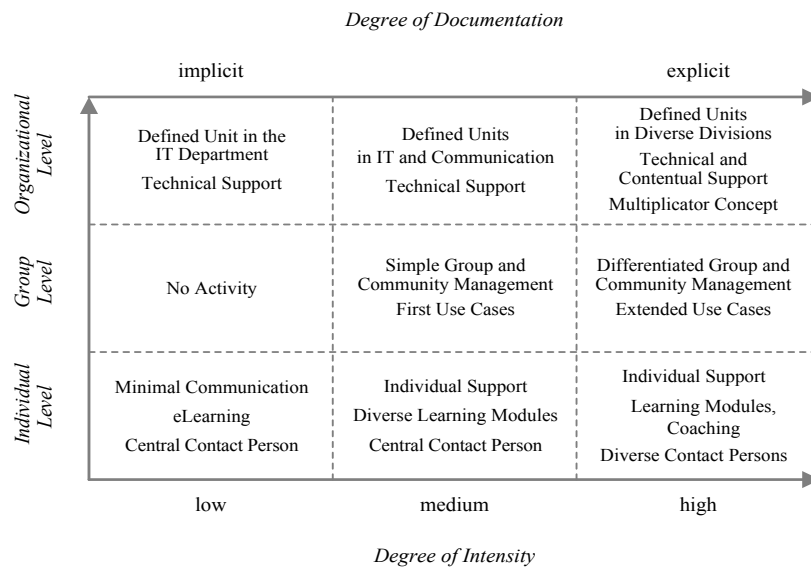 Degree of Documentation
implicit
explicit
Organizational
Level
Defined Unit in the
IT Department
Technical Support
Defined Units
in IT and Communication
Technical Support
Defined Units
in Diverse Divisions
Technical and
Contentual Support
Multiplicator Concept
Group
Level
No Activity
Simple Group and
Community Management
First Use Cases
Differentiated Group and
Community Management
Extended Use Cases
Individual
Level
Minimal Communication
eLearning
Central Contact Person
Individual Support
Diverse Learning Modules
Central Contact Person
Individual Support
Learning Modules,
Coaching
Diverse Contact Persons
low
medium
high
Degree of Intensity